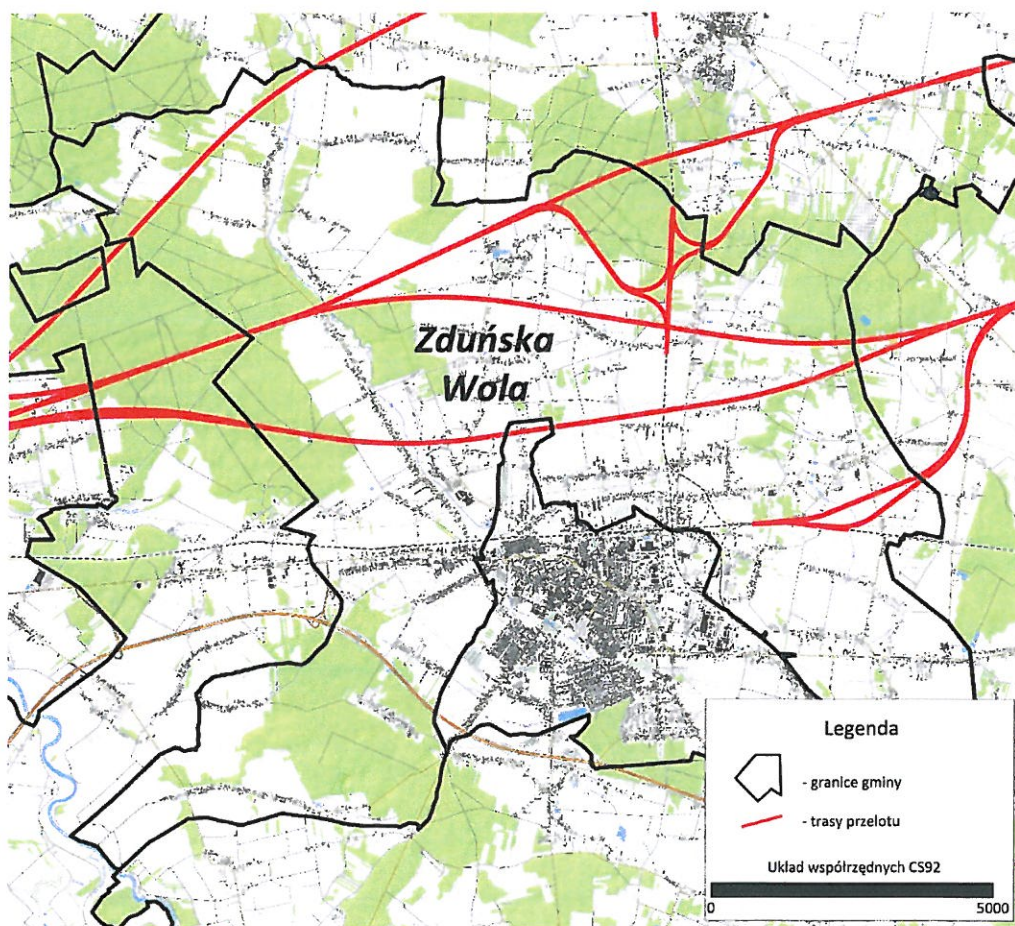 Zduńska
Wola
Legenda
- granice gminy
- trasy przelotu
Układ współrzędnych CS92
0 5000